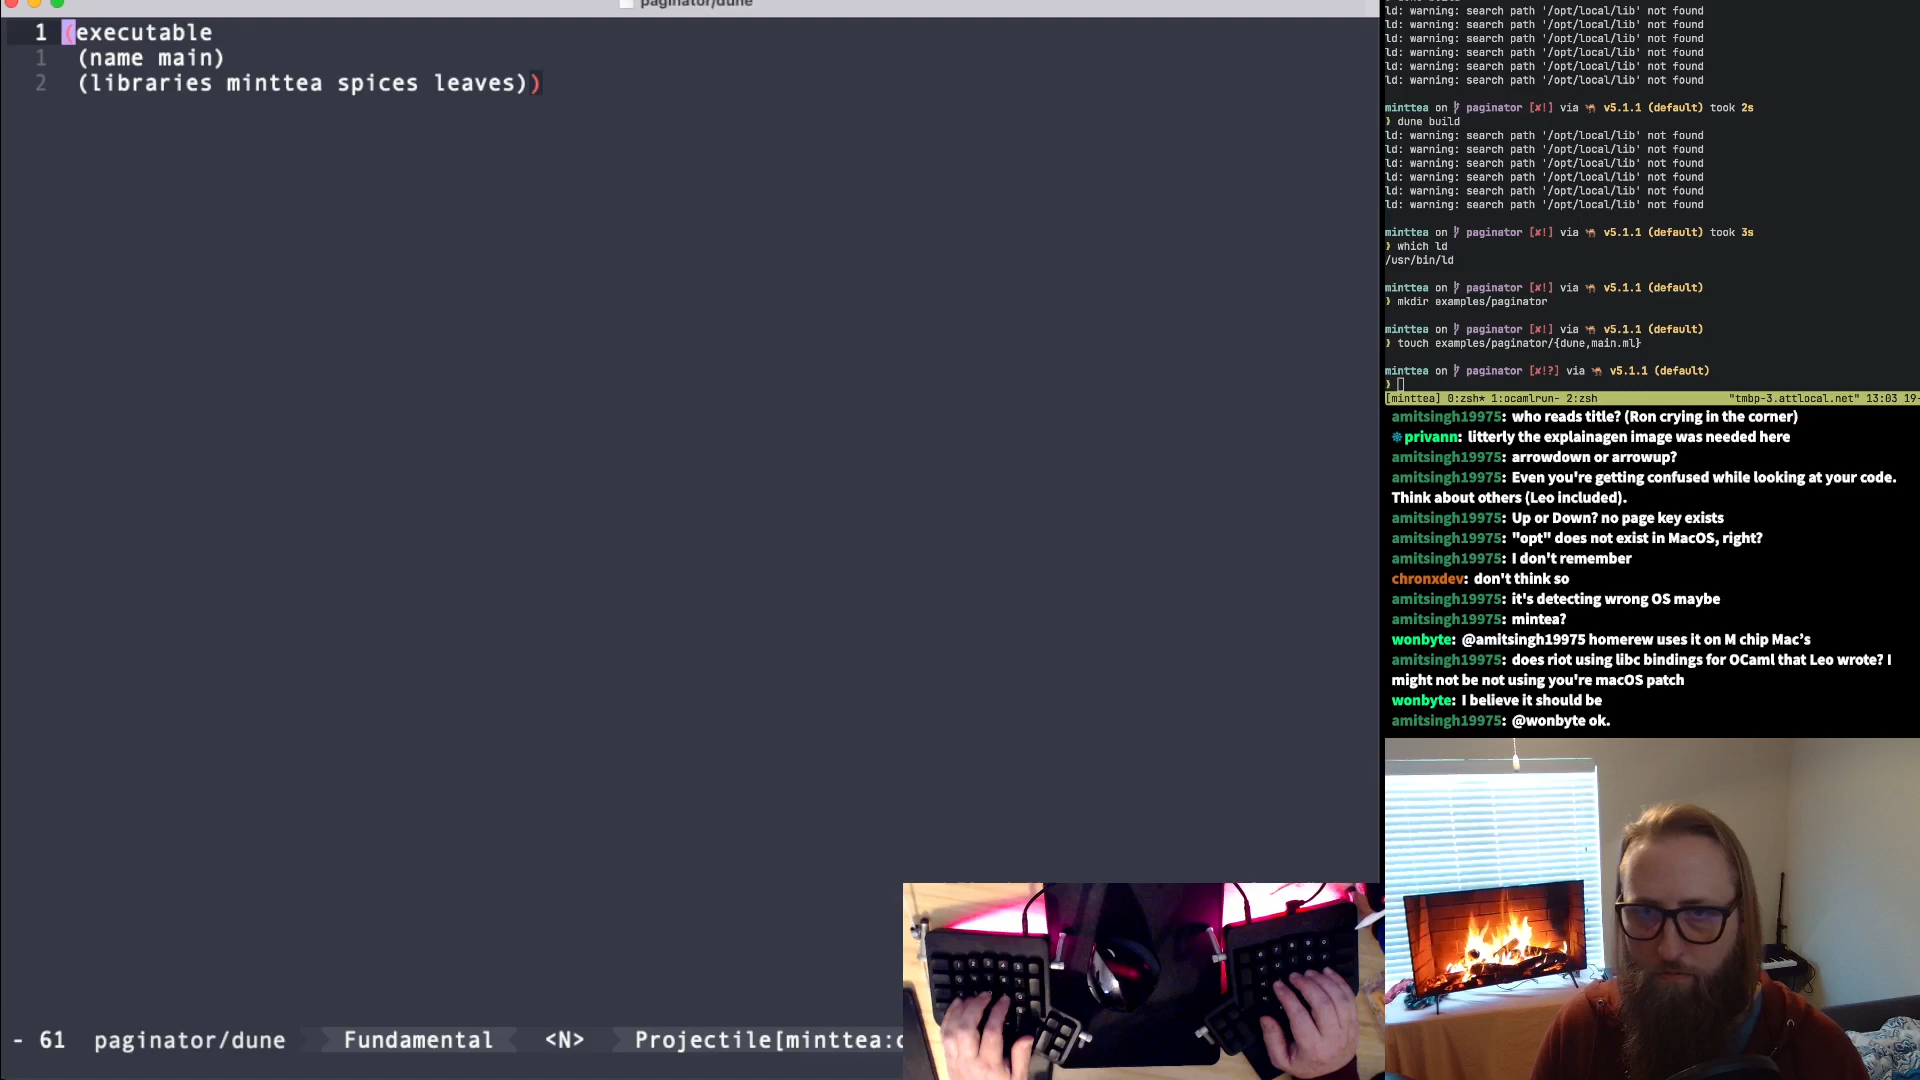 paginator/dune
1 (executable
1 (name main)
2 (libraries minttea spices leaves))
- 61 paginator/dune Fundamental <N> Projectile[minttea:c
ld: warning: search path '/opt/local/lib' not found
ld: warning: search path '/opt/local/lib' not found
ld: warning: search path '/opt/local/lib' not found
ld: warning: search path '/opt/local/lib' not found
ld: warning: search path '/opt/local/lib' not found
ld: warning: search path '/opt/local/lib' not found
minttea on paginator [✘!] via 🐫 v5.1.1 (default) took 2s
❯ dune build
ld: warning: search path '/opt/local/lib' not found
ld: warning: search path '/opt/local/lib' not found
ld: warning: search path '/opt/local/lib' not found
ld: warning: search path '/opt/local/lib' not found
ld: warning: search path '/opt/local/lib' not found
ld: warning: search path '/opt/local/lib' not found
minttea on paginator [✘!] via 🐫 v5.1.1 (default) took 3s
❯ which ld
/usr/bin/ld
minttea on paginator [✘!] via 🐫 v5.1.1 (default)
❯ mkdir examples/paginator
minttea on paginator [✘!] via 🐫 v5.1.1 (default)
❯ touch examples/paginator/{dune,main.ml}
minttea on paginator [✘!?] via 🐫 v5.1.1 (default)
❯
[minttea] 0:zsh* 1:ocamlrun- 2:zsh "tmbp-3.attlocal.net" 13:03 19-
amitsingh19975: who reads title? (Ron crying in the corner)
privann: litterly the explainagen image was needed here
amitsingh19975: arrowdown or arrowup?
amitsingh19975: Even you're getting confused while looking at your code.
Think about others (Leo included).
amitsingh19975: Up or Down? no page key exists
amitsingh19975: "opt" does not exist in MacOS, right?
amitsingh19975: I don't remember
chronxdev: don't think so
amitsingh19975: it's detecting wrong OS maybe
amitsingh19975: mintea?
wonbyte: @amitsingh19975 homerew uses it on M chip Mac’s
amitsingh19975: does riot using libc bindings for OCaml that Leo wrote? I
might not be not using you're macOS patch
wonbyte: I believe it should be
amitsingh19975: @wonbyte ok.